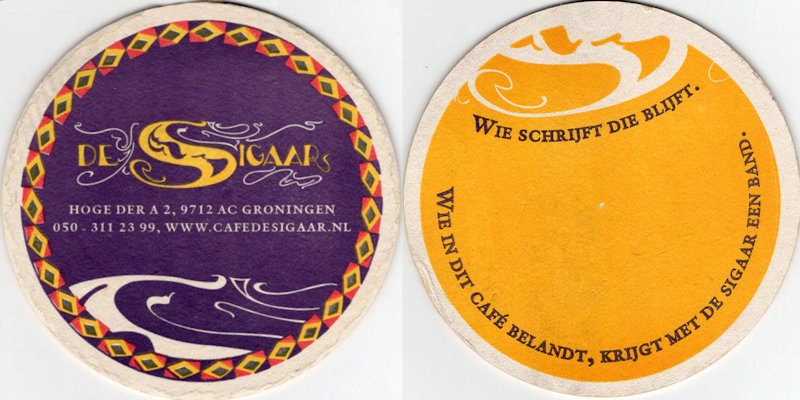 DE SIGAAR
HOGE DER A 2, 9712 AC GRONINGEN
050 - 311 23 99, WWW.CAFEDESIGAAR.NL
WIE SCHRIJFT DIE BLIJFT.
WIE IN DIT CAFÉ BELANDT, KRIJGT MET DE SIGAAR EEN BAND.